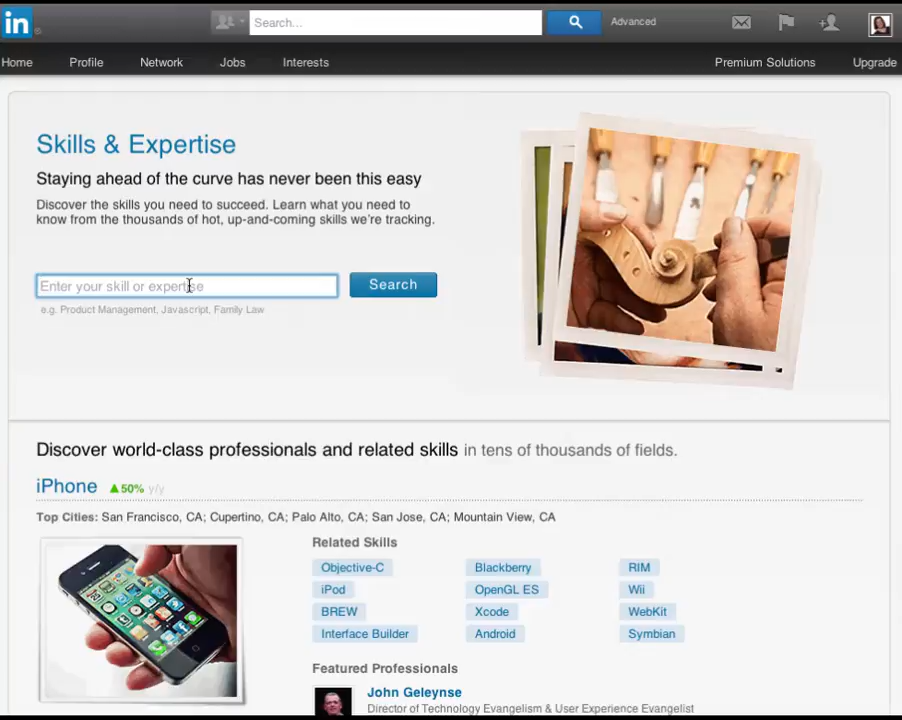 in ®
Search...
Advanced
Home Profile Network Jobs Interests Premium Solutions Upgrade
Skills & Expertise
Staying ahead of the curve has never been this easy
Discover the skills you need to succeed. Learn what you need to
know from the thousands of hot, up-and-coming skills we're tracking.
Enter your skill or expertise
Search
e.g. Product Management, Javascript, Family Law
Discover world-class professionals and related skills in tens of thousands of fields.
iPhone ▲50% y/y
Top Cities: San Francisco, CA; Cupertino, CA; Palo Alto, CA; San Jose, CA; Mountain View, CA
Related Skills
Objective-C Blackberry RIM
iPod OpenGL ES Wii
BREW Xcode WebKit
Interface Builder Android Symbian
Featured Professionals
John Geleynse
Director of Technology Evangelism & User Experience Evangelist